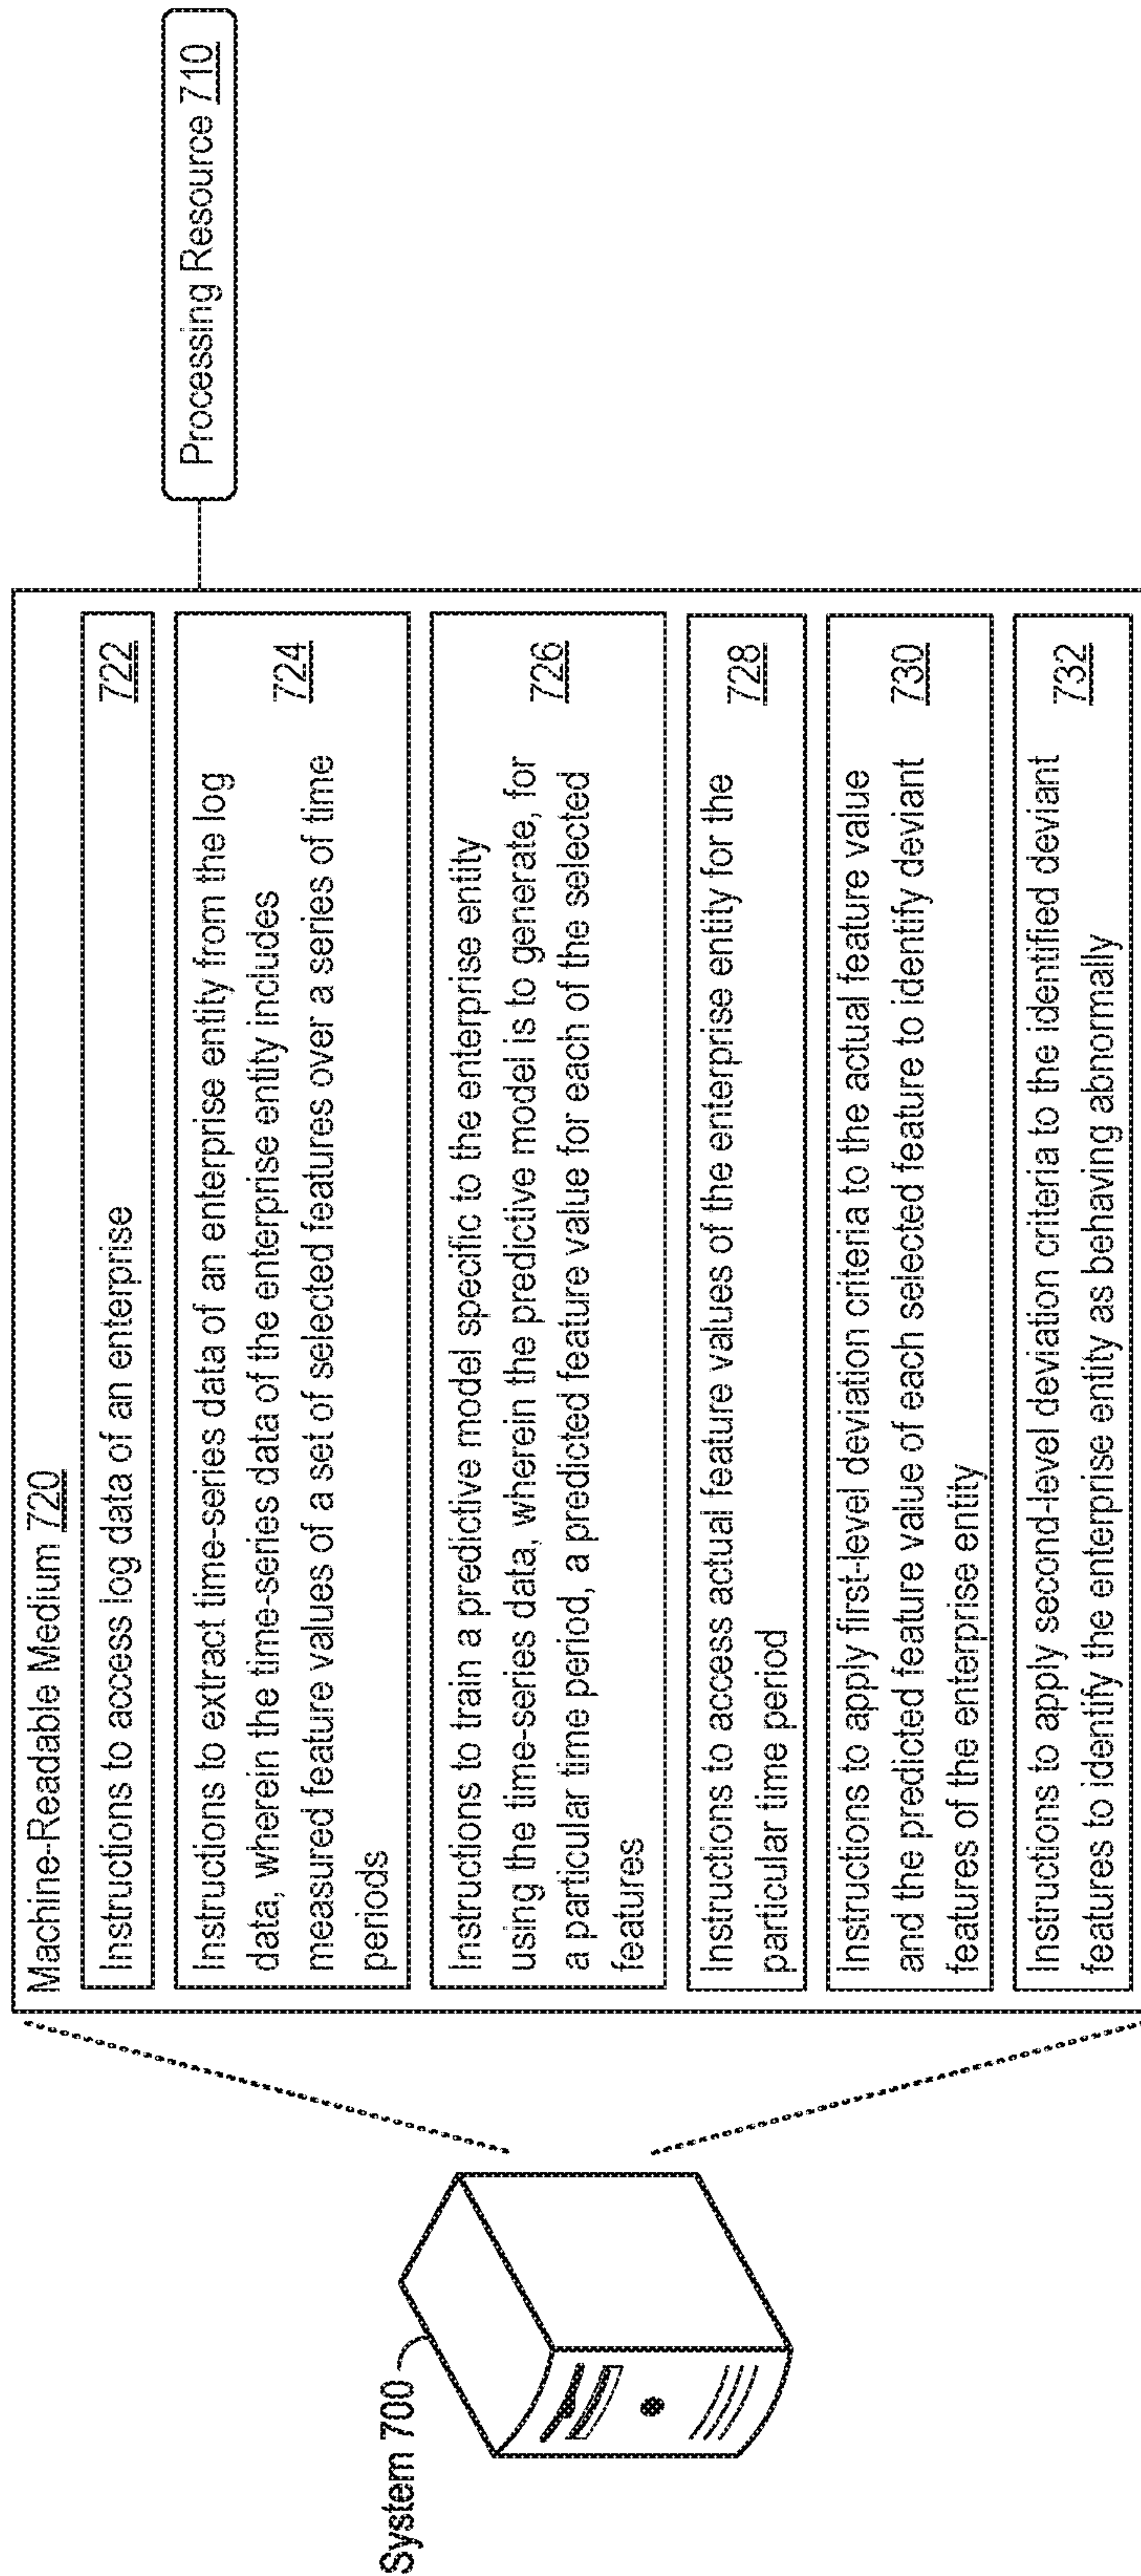 System 700
Machine-Readable Medium 720
Instructions to access log data of an enterprise 722
Instructions to extract time-series data of an enterprise entity from the log
data, wherein the time-series data of the enterprise entity includes
measured feature values of a set of selected features over a series of time
periods
724
Instructions to train a predictive model specific to the enterprise entity
using the time-series data, wherein the predictive model is to generate, for
a particular time period, a predicted feature value for each of the selected
features
726
Instructions to access actual feature values of the enterprise entity for the
particular time period
728
Instructions to apply first-level deviation criteria to the actual feature value
and the predicted feature value of each selected feature to identify deviant
features of the enterprise entity
730
Instructions to apply second-level deviation criteria to the identified deviant
features to identify the enterprise entity as behaving abnormally
732
Processing Resource 710